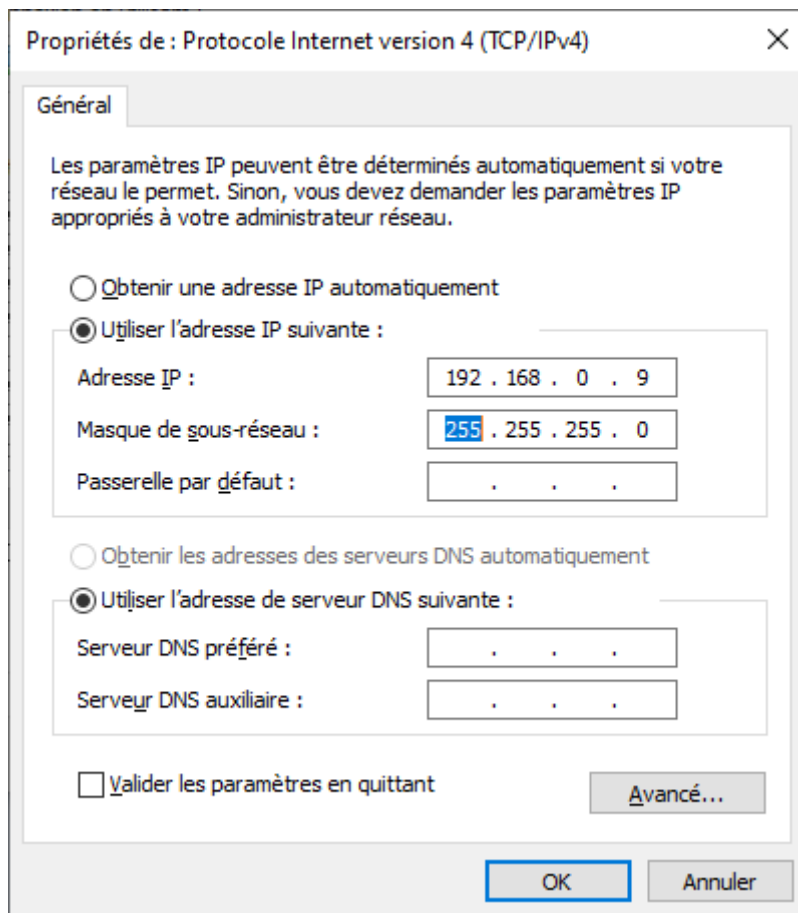 Propriétés de : Protocole Internet version 4 (TCP/IPv4)
Général
Les paramètres IP peuvent être déterminés automatiquement si votre
réseau le permet. Sinon, vous devez demander les paramètres IP
appropriés à votre administrateur réseau.
Obtenir une adresse IP automatiquement
Utiliser l'adresse IP suivante :
Adresse IP : 192 . 168 . 0 . 9
Masque de sous-réseau : 255 . 255 . 255 . 0
Passerelle par défaut : . . .
Obtenir les adresses des serveurs DNS automatiquement
Utiliser l'adresse de serveur DNS suivante :
Serveur DNS préféré : . . .
Serveur DNS auxiliaire : . . .
Valider les paramètres en quittant
Avancé...
OK Annuler